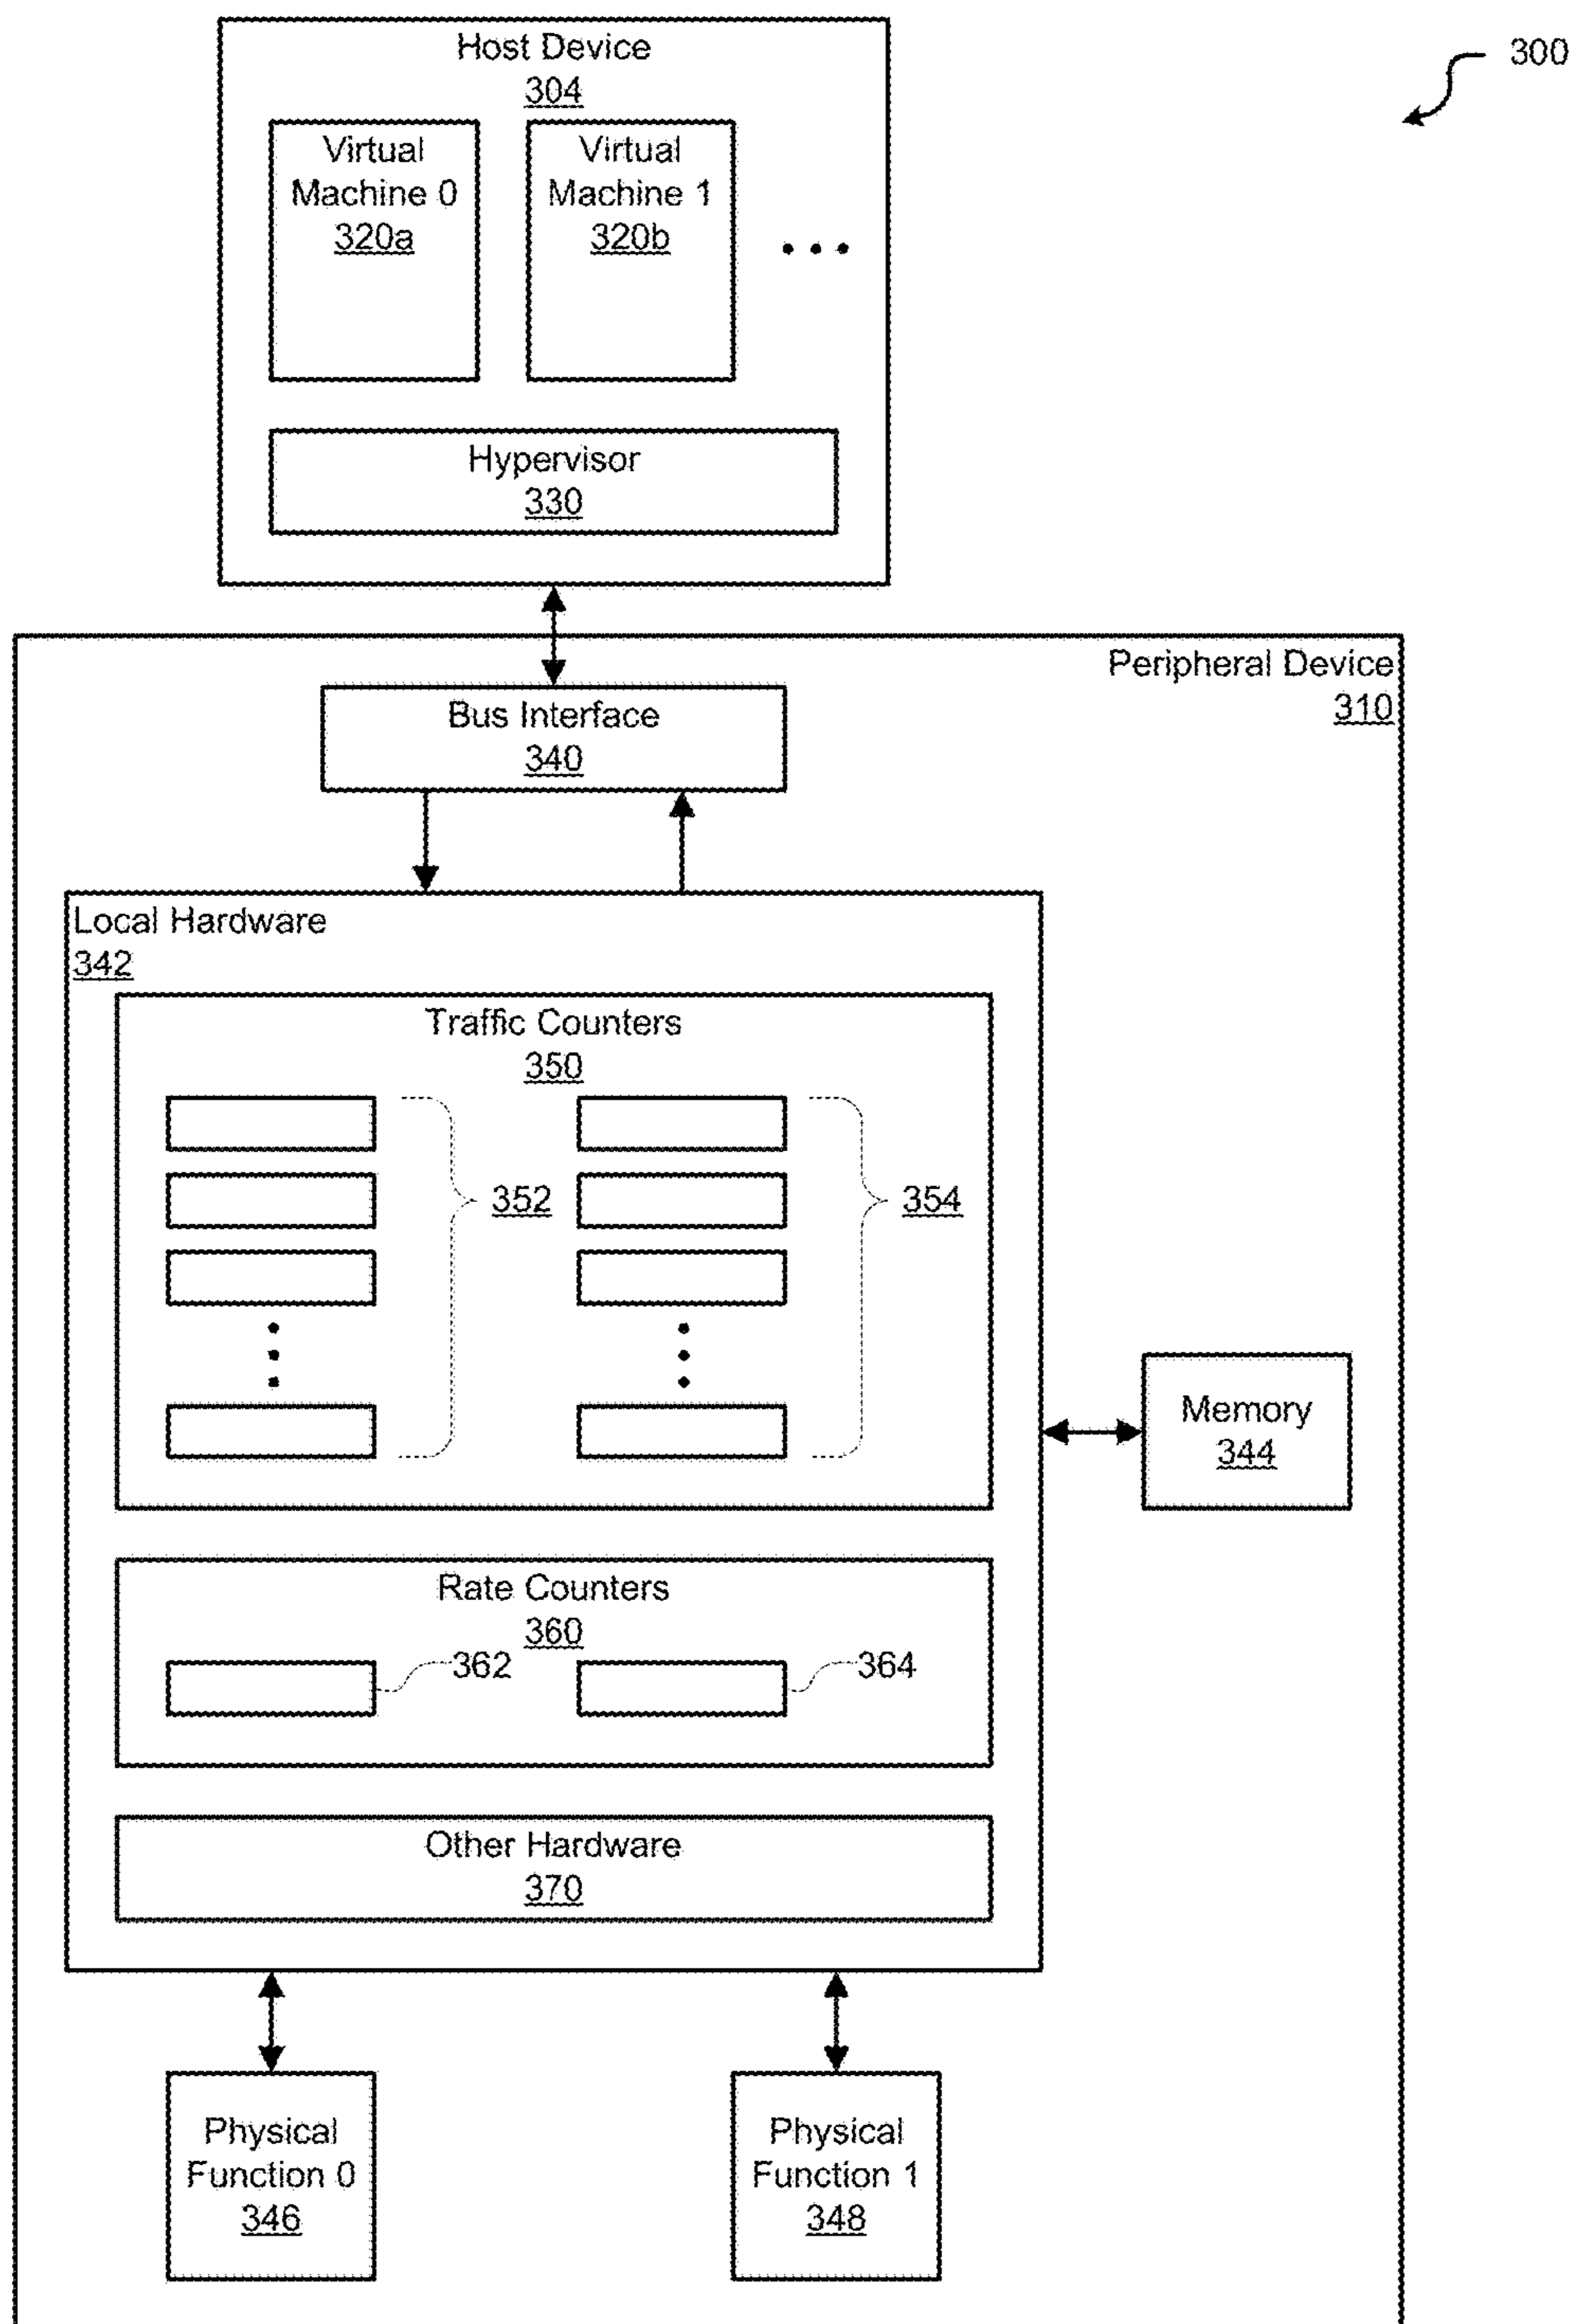 Host Device
304
300
Virtual
Machine 0
320a
Virtual
Machine 1
320b
Hypervisor
330
Peripheral Device
310
Bus Interface
340
Local Hardware
342
Traffic Counters
350
352
354
Memory
344
Rate Counters
360
362
364
Other Hardware
370
Physical
Function 0
346
Physical
Function 1
348